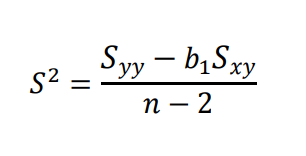 S² = (S_yy − b₁S_xy) / (n − 2)